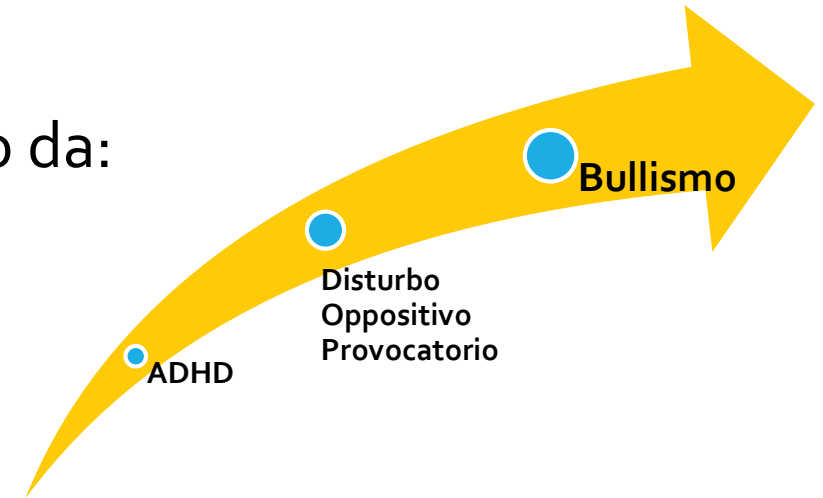 o da:
Bullismo
Disturbo
Oppositivo
Provocatorio
ADHD